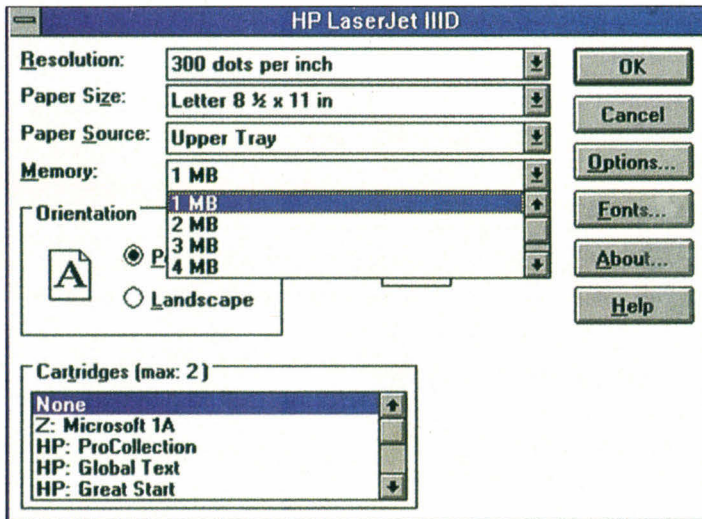 HP LaserJet IIID
Resolution: 300 dots per inch
Paper Size: Letter 8 ½ x 11 in
Paper Source: Upper Tray
Memory: 1 MB
1 MB
2 MB
3 MB
4 MB
Orientation
A
P
Landscape
OK
Cancel
Options...
Fonts...
About...
Help
Cartridges (max: 2)
None
Z: Microsoft 1A
HP: ProCollection
HP: Global Text
HP: Great Start